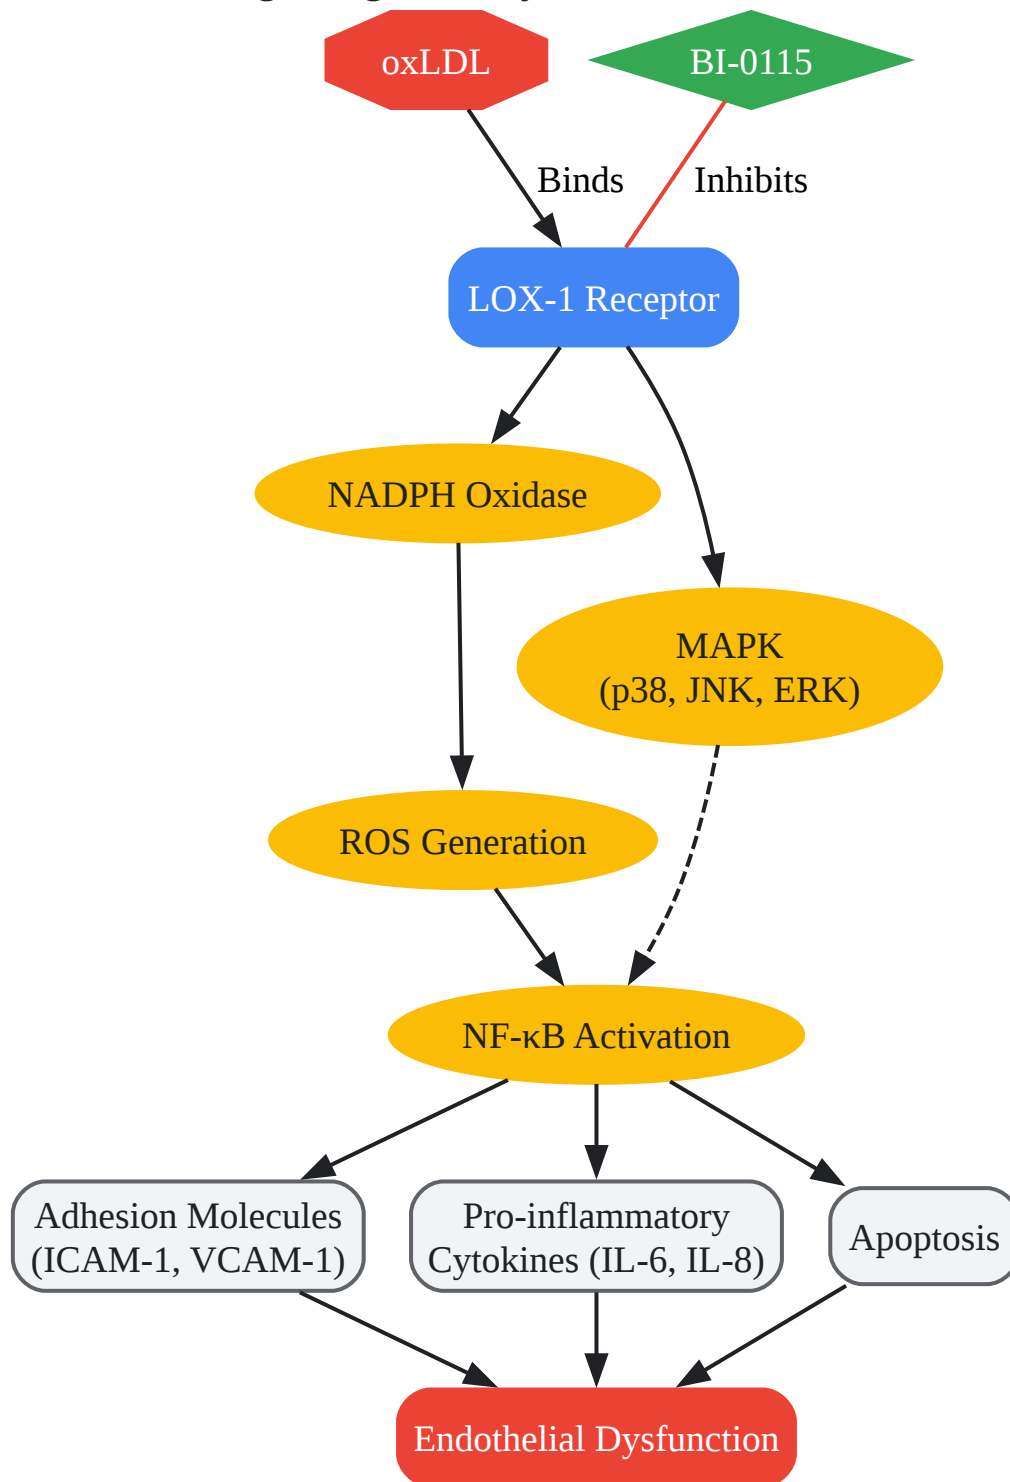 oxLDL
BI-0115
Binds
Inhibits
LOX-1 Receptor
NADPH Oxidase
MAPK
(p38, JNK, ERK)
ROS Generation
NF-κB Activation
Adhesion Molecules
(ICAM-1, VCAM-1)
Pro-inflammatory
Cytokines (IL-6, IL-8)
Apoptosis
Endothelial Dysfunction